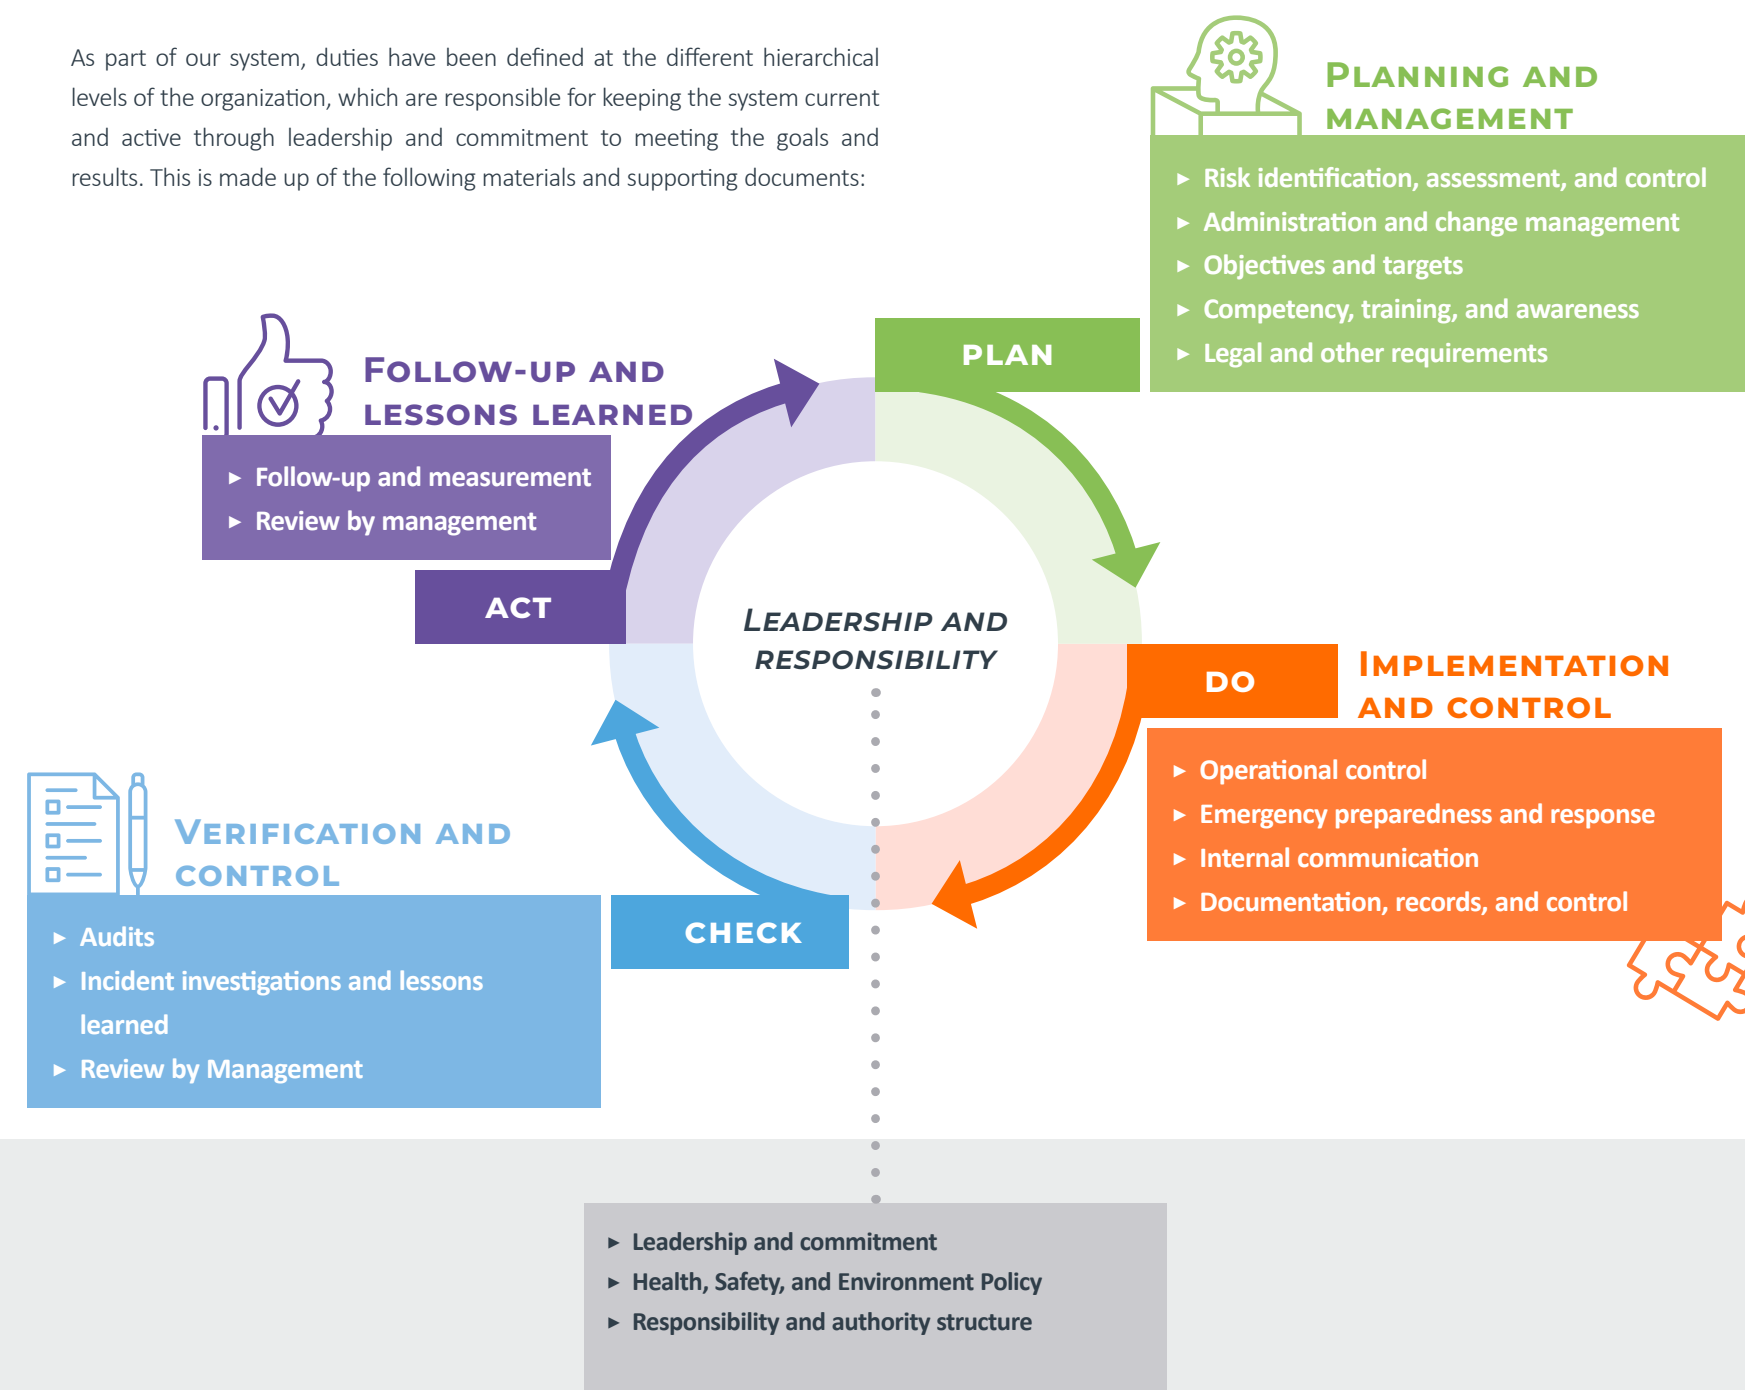 As part of our system, duties have been defined at the different hierarchical
levels of the organization, which are responsible for keeping the system current
and active through leadership and commitment to meeting the goals and
results. This is made up of the following materials and supporting documents:
PLANNING AND
MANAGEMENT
▸ Risk identification, assessment, and control
▸ Administration and change management
▸ Objectives and targets
▸ Competency, training, and awareness
▸ Legal and other requirements
PLAN
FOLLOW-UP AND
LESSONS LEARNED
▸ Follow-up and measurement
▸ Review by management
ACT
LEADERSHIP AND
RESPONSIBILITY
DO
IMPLEMENTATION
AND CONTROL
▸ Operational control
▸ Emergency preparedness and response
▸ Internal communication
▸ Documentation, records, and control
VERIFICATION AND
CONTROL
▸ Audits
▸ Incident investigations and lessons
learned
▸ Review by Management
CHECK
▸ Leadership and commitment
▸ Health, Safety, and Environment Policy
▸ Responsibility and authority structure